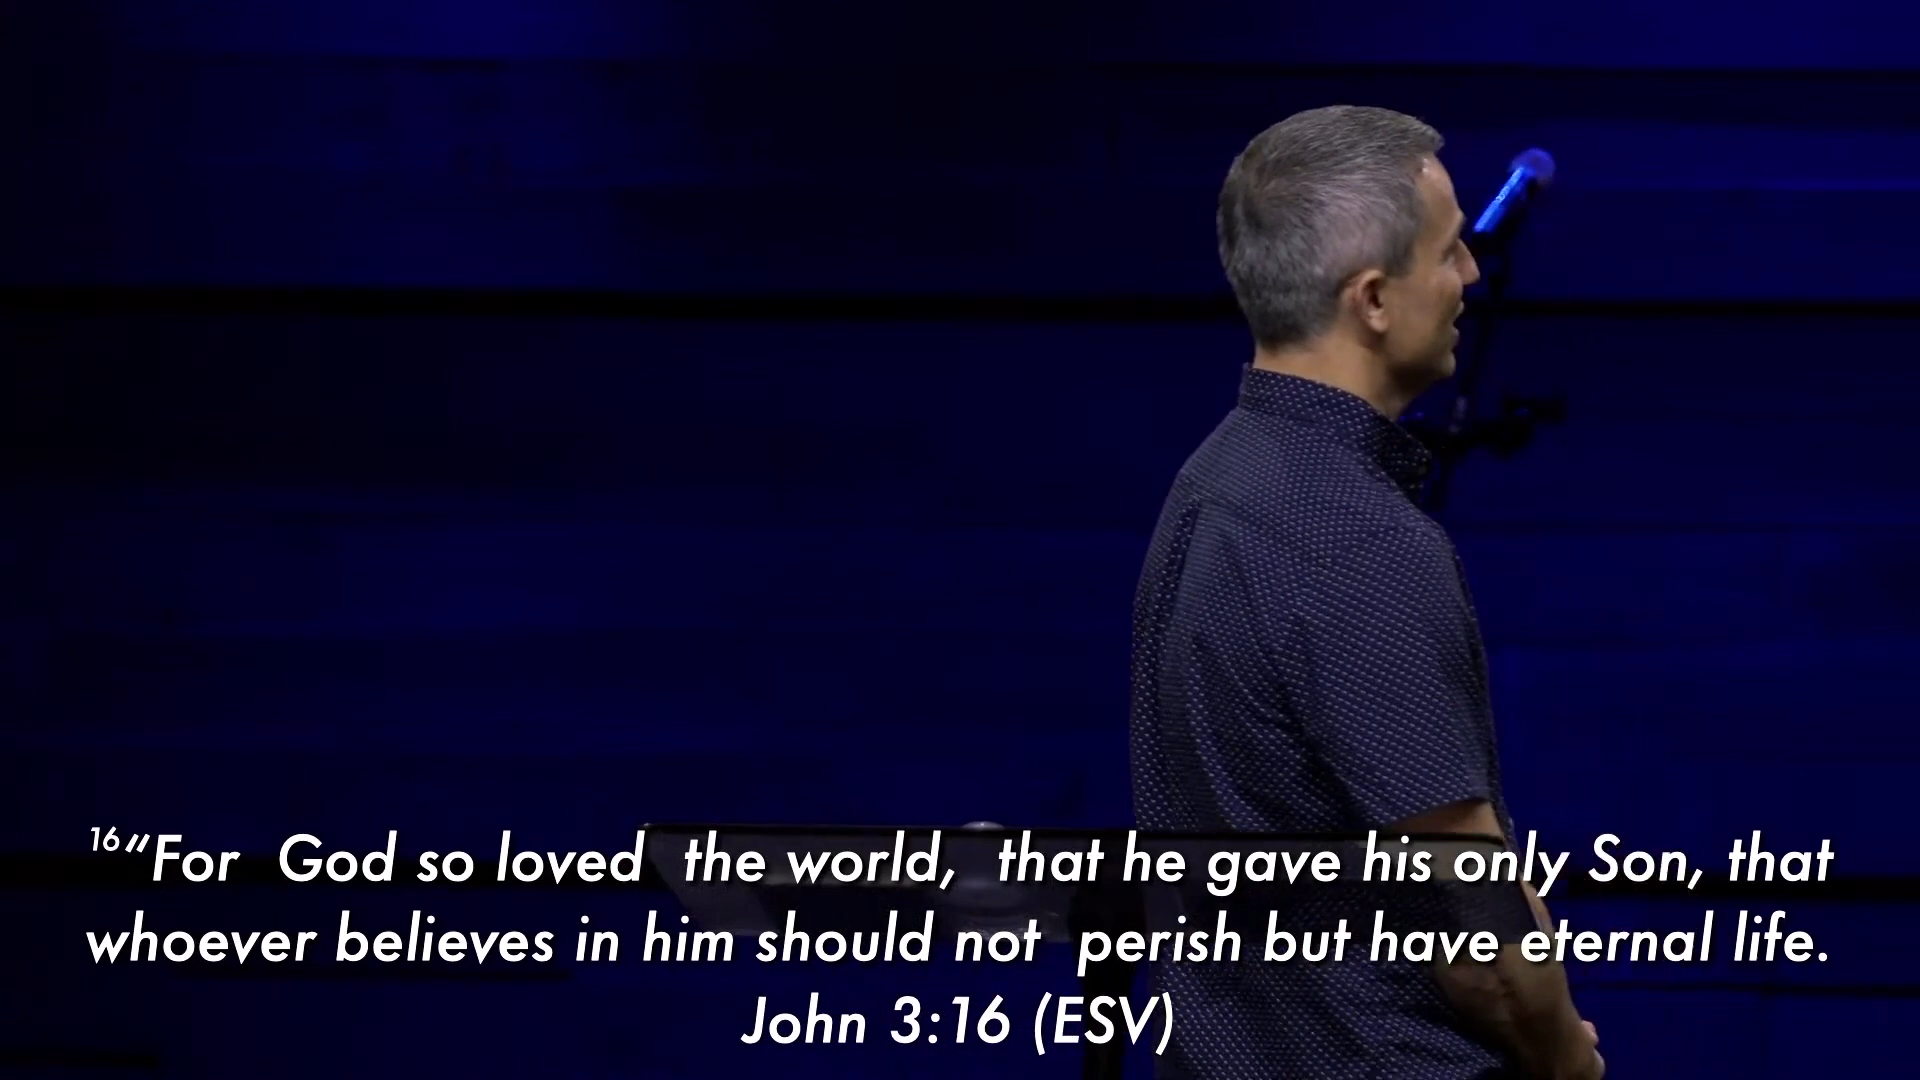 16“For God so loved the world, that he gave his only Son, that
whoever believes in him should not perish but have eternal life.
John 3:16 (ESV)